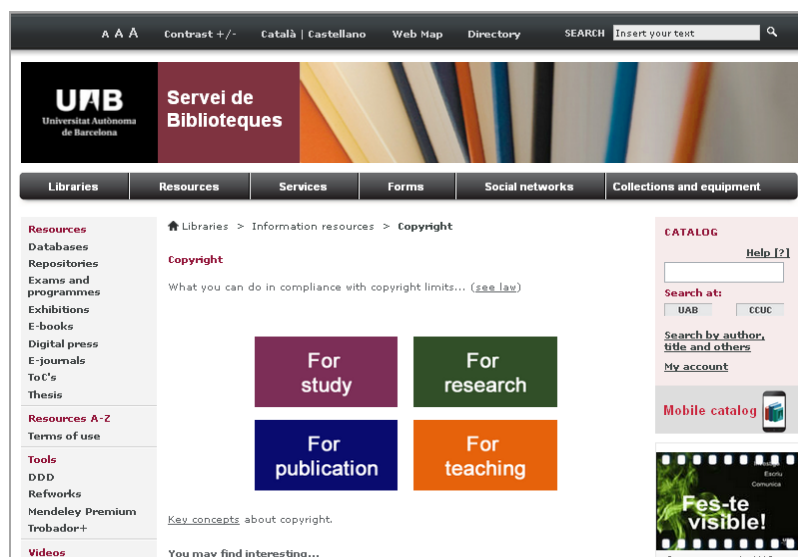 A A A Contrast +/- Català | Castellano Web Map Directory SEARCH Insert your text
UAB
Universitat Autònoma
de Barcelona
Servei de
Biblioteques
Libraries Resources Services Forms Social networks Collections and equipment
Resources
Databases
Repositories
Exams and
programmes
Exhibitions
E-books
Digital press
E-journals
ToC's
Thesis
Resources A-Z
Terms of use
Tools
DDD
Refworks
Mendeley Premium
Trobador+
Videos
Libraries > Information resources > Copyright
Copyright
What you can do in compliance with copyright limits... (see law)
For
study
For
research
For
publication
For
teaching
Key concepts about copyright.
You may find interesting...
CATALOG
Help [?]
Search at:
UAB CCUC
Search by author,
title and others
My account
Mobile catalog
Escriu
Comunica
Fes-te
visible!